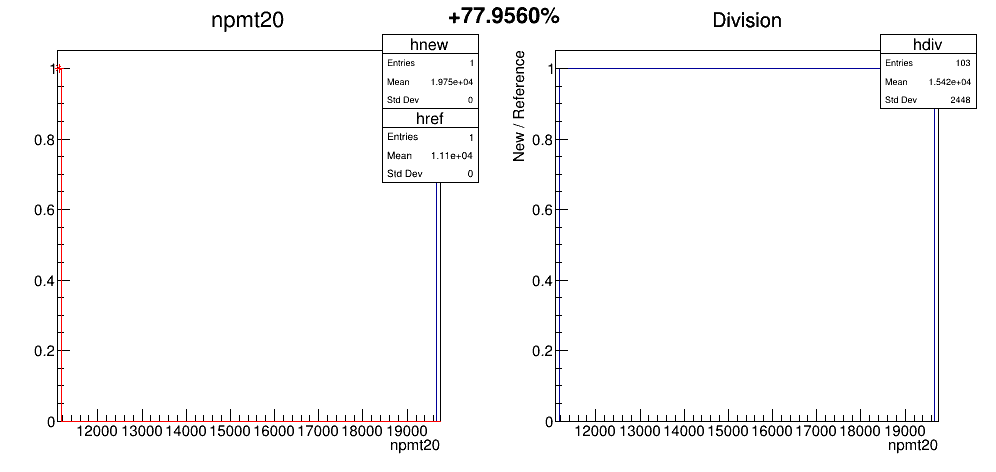 +77.9560%
npmt20
hnew
Entries 1
Mean 1.975e+04
Std Dev 0
href
Entries 1
Mean 1.11e+04
Std Dev 0
1
0.8
0.6
0.4
0.2
0
12000 13000 14000 15000 16000 17000 18000 19000
npmt20
Division
hdiv
Entries 103
Mean 1.542e+04
Std Dev 2448
New / Reference
1
0.8
0.6
0.4
0.2
0
12000 13000 14000 15000 16000 17000 18000 19000
npmt20